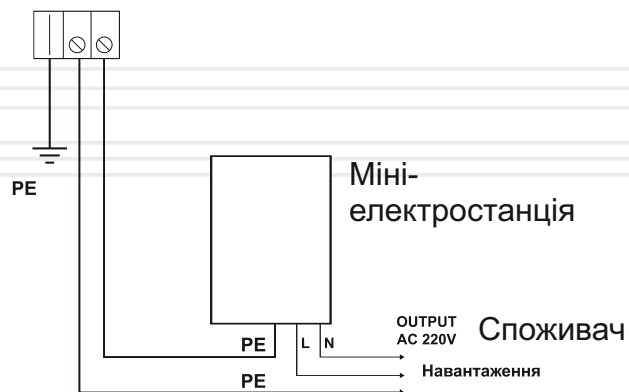 PE
Міні-
електростанція
OUTPUT
AC 220V
Споживач
PE
L
N
Навантаження
PE